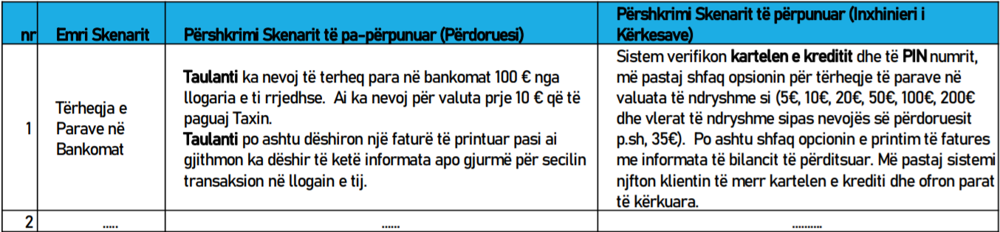 nr
Emri Skenarit
Përshkrimi Skenarit të pa-përpunuar (Përdoruesi)
Përshkrimi Skenarit të përpunuar (Inxhinieri i
Kërkesave)
1
Tërheqja e
Parave në
Bankomat
Taulanti ka nevoj të terheq para në bankomat 100 € nga
llogaria e ti rrjedhse. Ai ka nevoj për valuta prje 10 € që të
paguaj Taxin.
Taulanti po ashtu dëshiron një faturë të printuar pasi ai
gjithmon ka dëshir të ketë informata apo gjurmë për secilin
transaksion në llogain e tij.
Sistem verifikon kartelen e kreditit dhe të PIN numrit,
më pastaj shfaq opsionin për tërheqje të parave në
valuata të ndryshme si (5€, 10€, 20€, 50€, 100€, 200€
dhe vlerat të ndryshme sipas nevojës së përdoruesit
p.sh, 35€). Po ashtu shfaq opcionin e printim të fatures
me informata të bilancit të përditsuar. Më pastaj sistemi
njfton klientin të merr kartelen e krediti dhe ofron parat
të kërkuara.
2
.....
......
..........